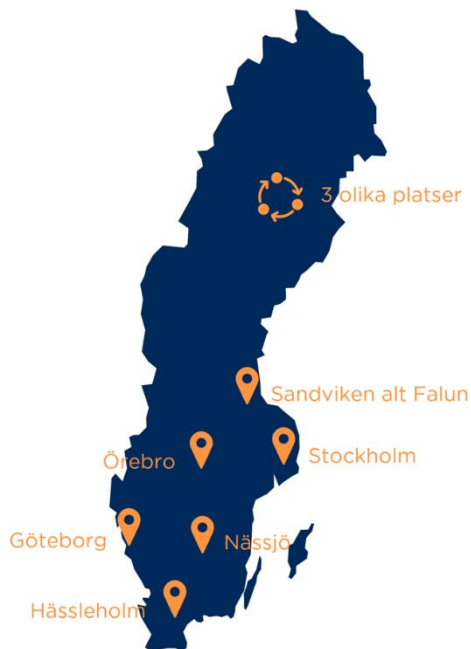 3 olika platser
Sandviken alt Falun
Örebro
Stockholm
Göteborg
Nässjö
Hässleholm